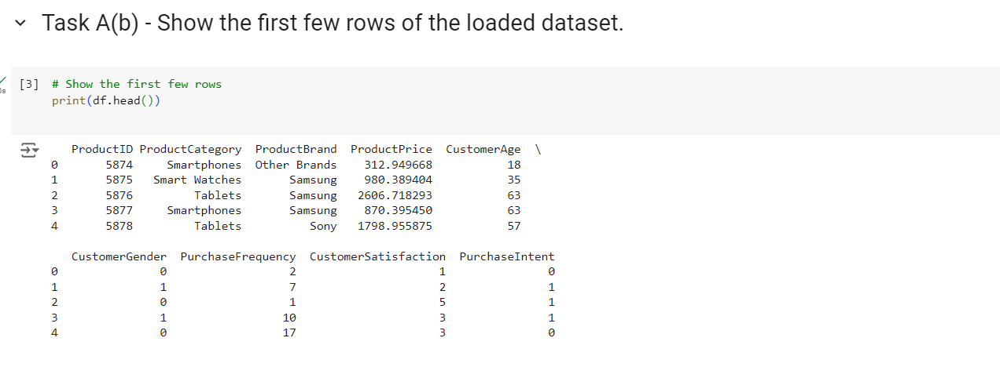 Task A(b) - Show the first few rows of the loaded dataset.
[3] # Show the first few rows
print(df.head())
ProductID ProductCategory ProductBrand ProductPrice CustomerAge \
0 5874 Smartphones Other Brands 312.949668 18
1 5875 Smart Watches Samsung 980.389404 35
2 5876 Tablets Samsung 2606.718293 63
3 5877 Smartphones Samsung 870.395450 63
4 5878 Tablets Sony 1798.955875 57
CustomerGender PurchaseFrequency CustomerSatisfaction PurchaseIntent
0 0 2 1 0
1 1 7 2 1
2 0 1 5 1
3 1 10 3 1
4 0 17 3 0